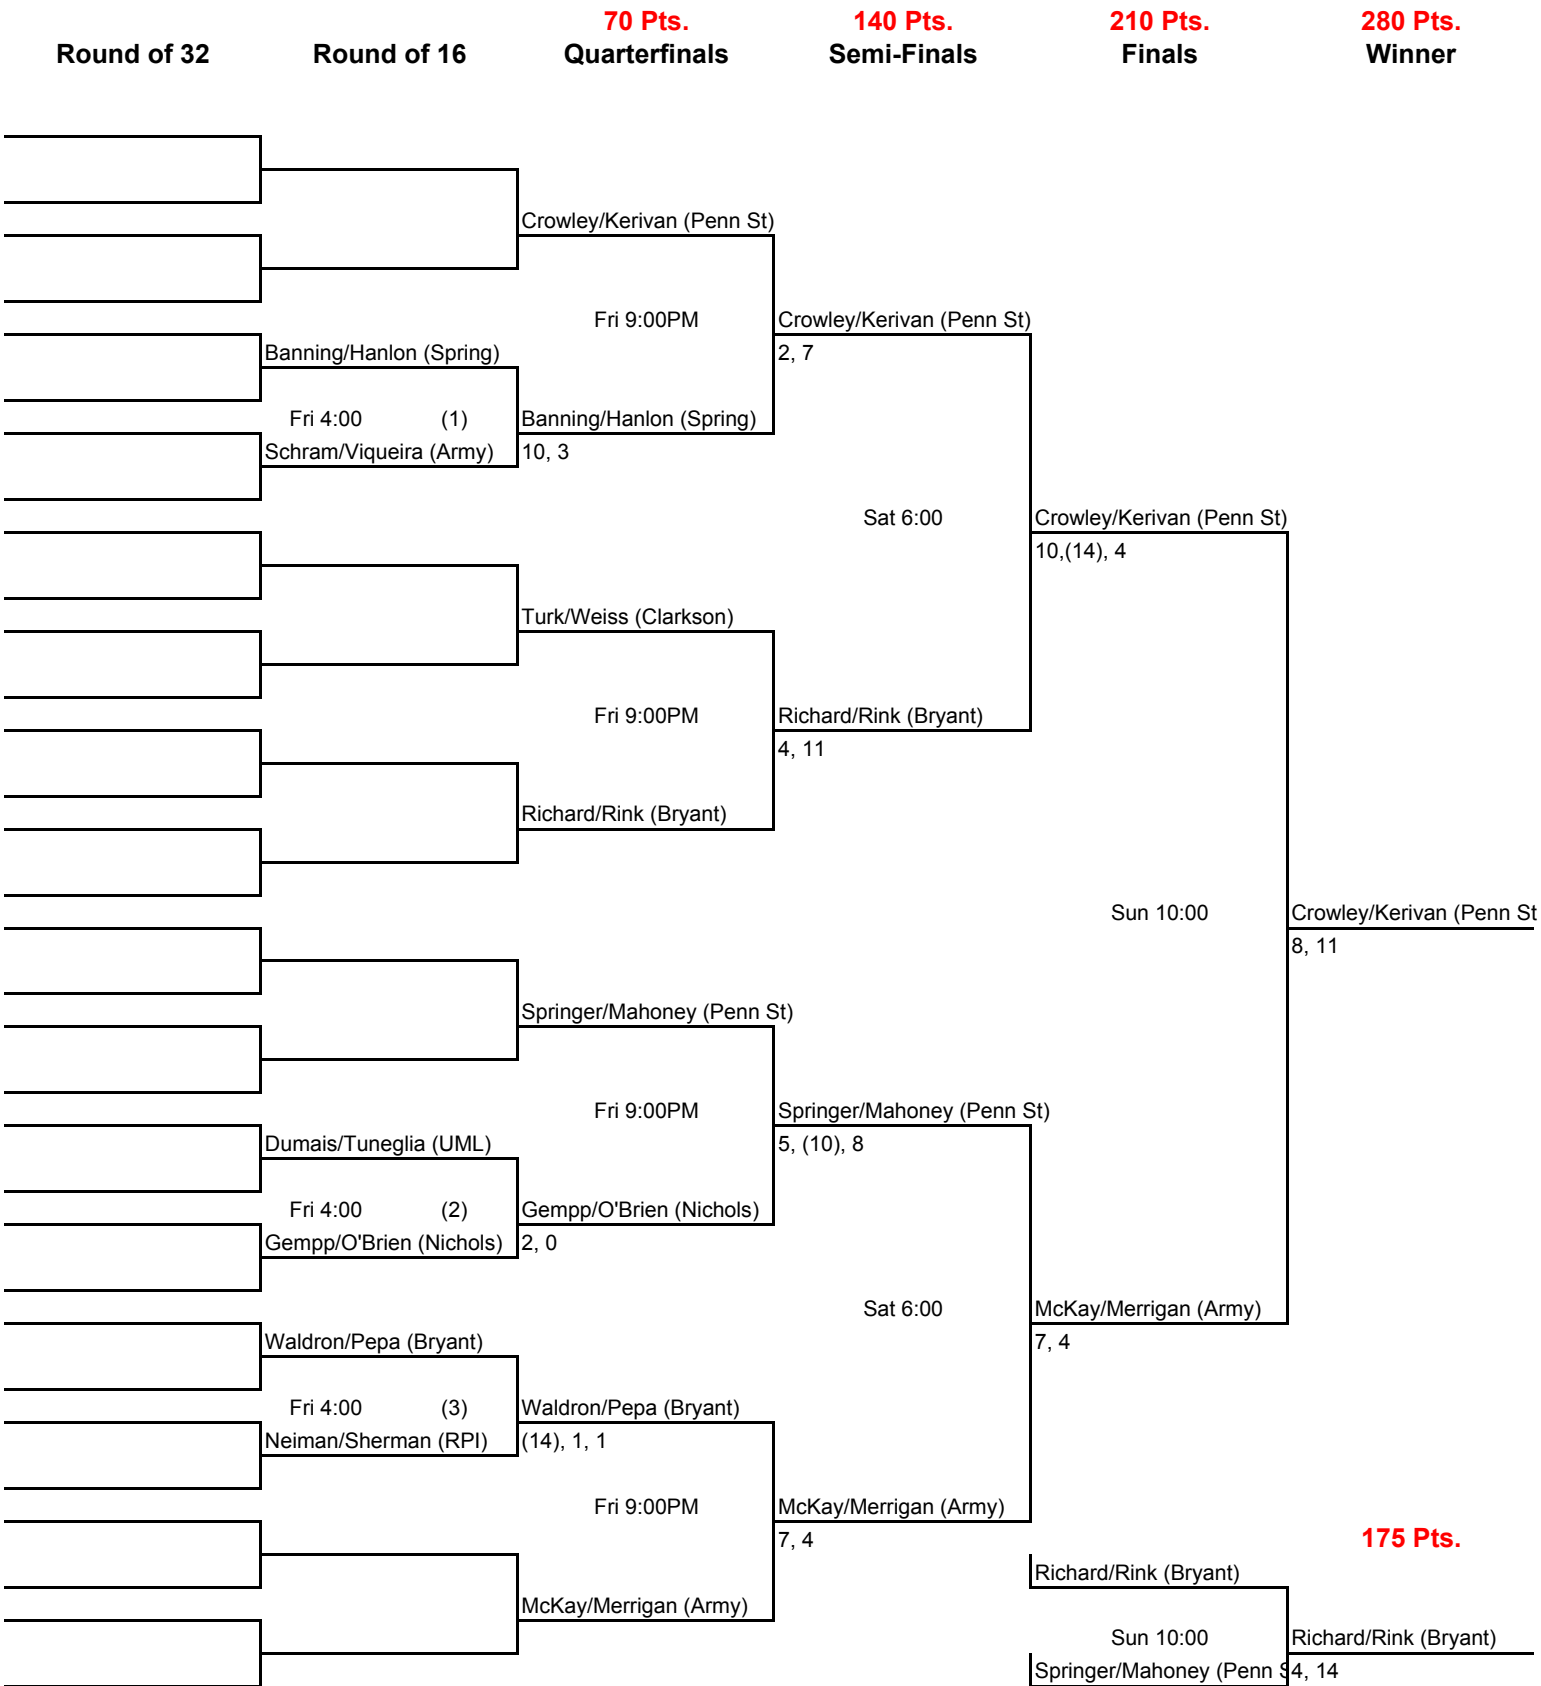 70 Pts. 140 Pts. 210 Pts. 280 Pts.
Round of 32 Round of 16 Quarterfinals Semi-Finals Finals Winner
Crowley/Kerivan (Penn St)
Fri 9:00PM Crowley/Kerivan (Penn St)
Banning/Hanlon (Spring) 2, 7
Fri 4:00 (1) Banning/Hanlon (Spring)
Schram/Viqueira (Army) 10, 3
Sat 6:00 Crowley/Kerivan (Penn St)
10,(14), 4
Turk/Weiss (Clarkson)
Fri 9:00PM Richard/Rink (Bryant)
4, 11
Richard/Rink (Bryant)
Sun 10:00 Crowley/Kerivan (Penn St
8, 11
Springer/Mahoney (Penn St)
Fri 9:00PM Springer/Mahoney (Penn St)
Dumais/Tuneglia (UML) 5, (10), 8
Fri 4:00 (2) Gempp/O'Brien (Nichols)
Gempp/O'Brien (Nichols) 2, 0
Sat 6:00 McKay/Merrigan (Army)
Waldron/Pepa (Bryant) 7, 4
Fri 4:00 (3) Waldron/Pepa (Bryant)
Neiman/Sherman (RPI) (14), 1, 1
Fri 9:00PM McKay/Merrigan (Army)
7, 4 175 Pts.
Richard/Rink (Bryant)
McKay/Merrigan (Army)
Sun 10:00 Richard/Rink (Bryant)
Springer/Mahoney (Penn S 4, 14